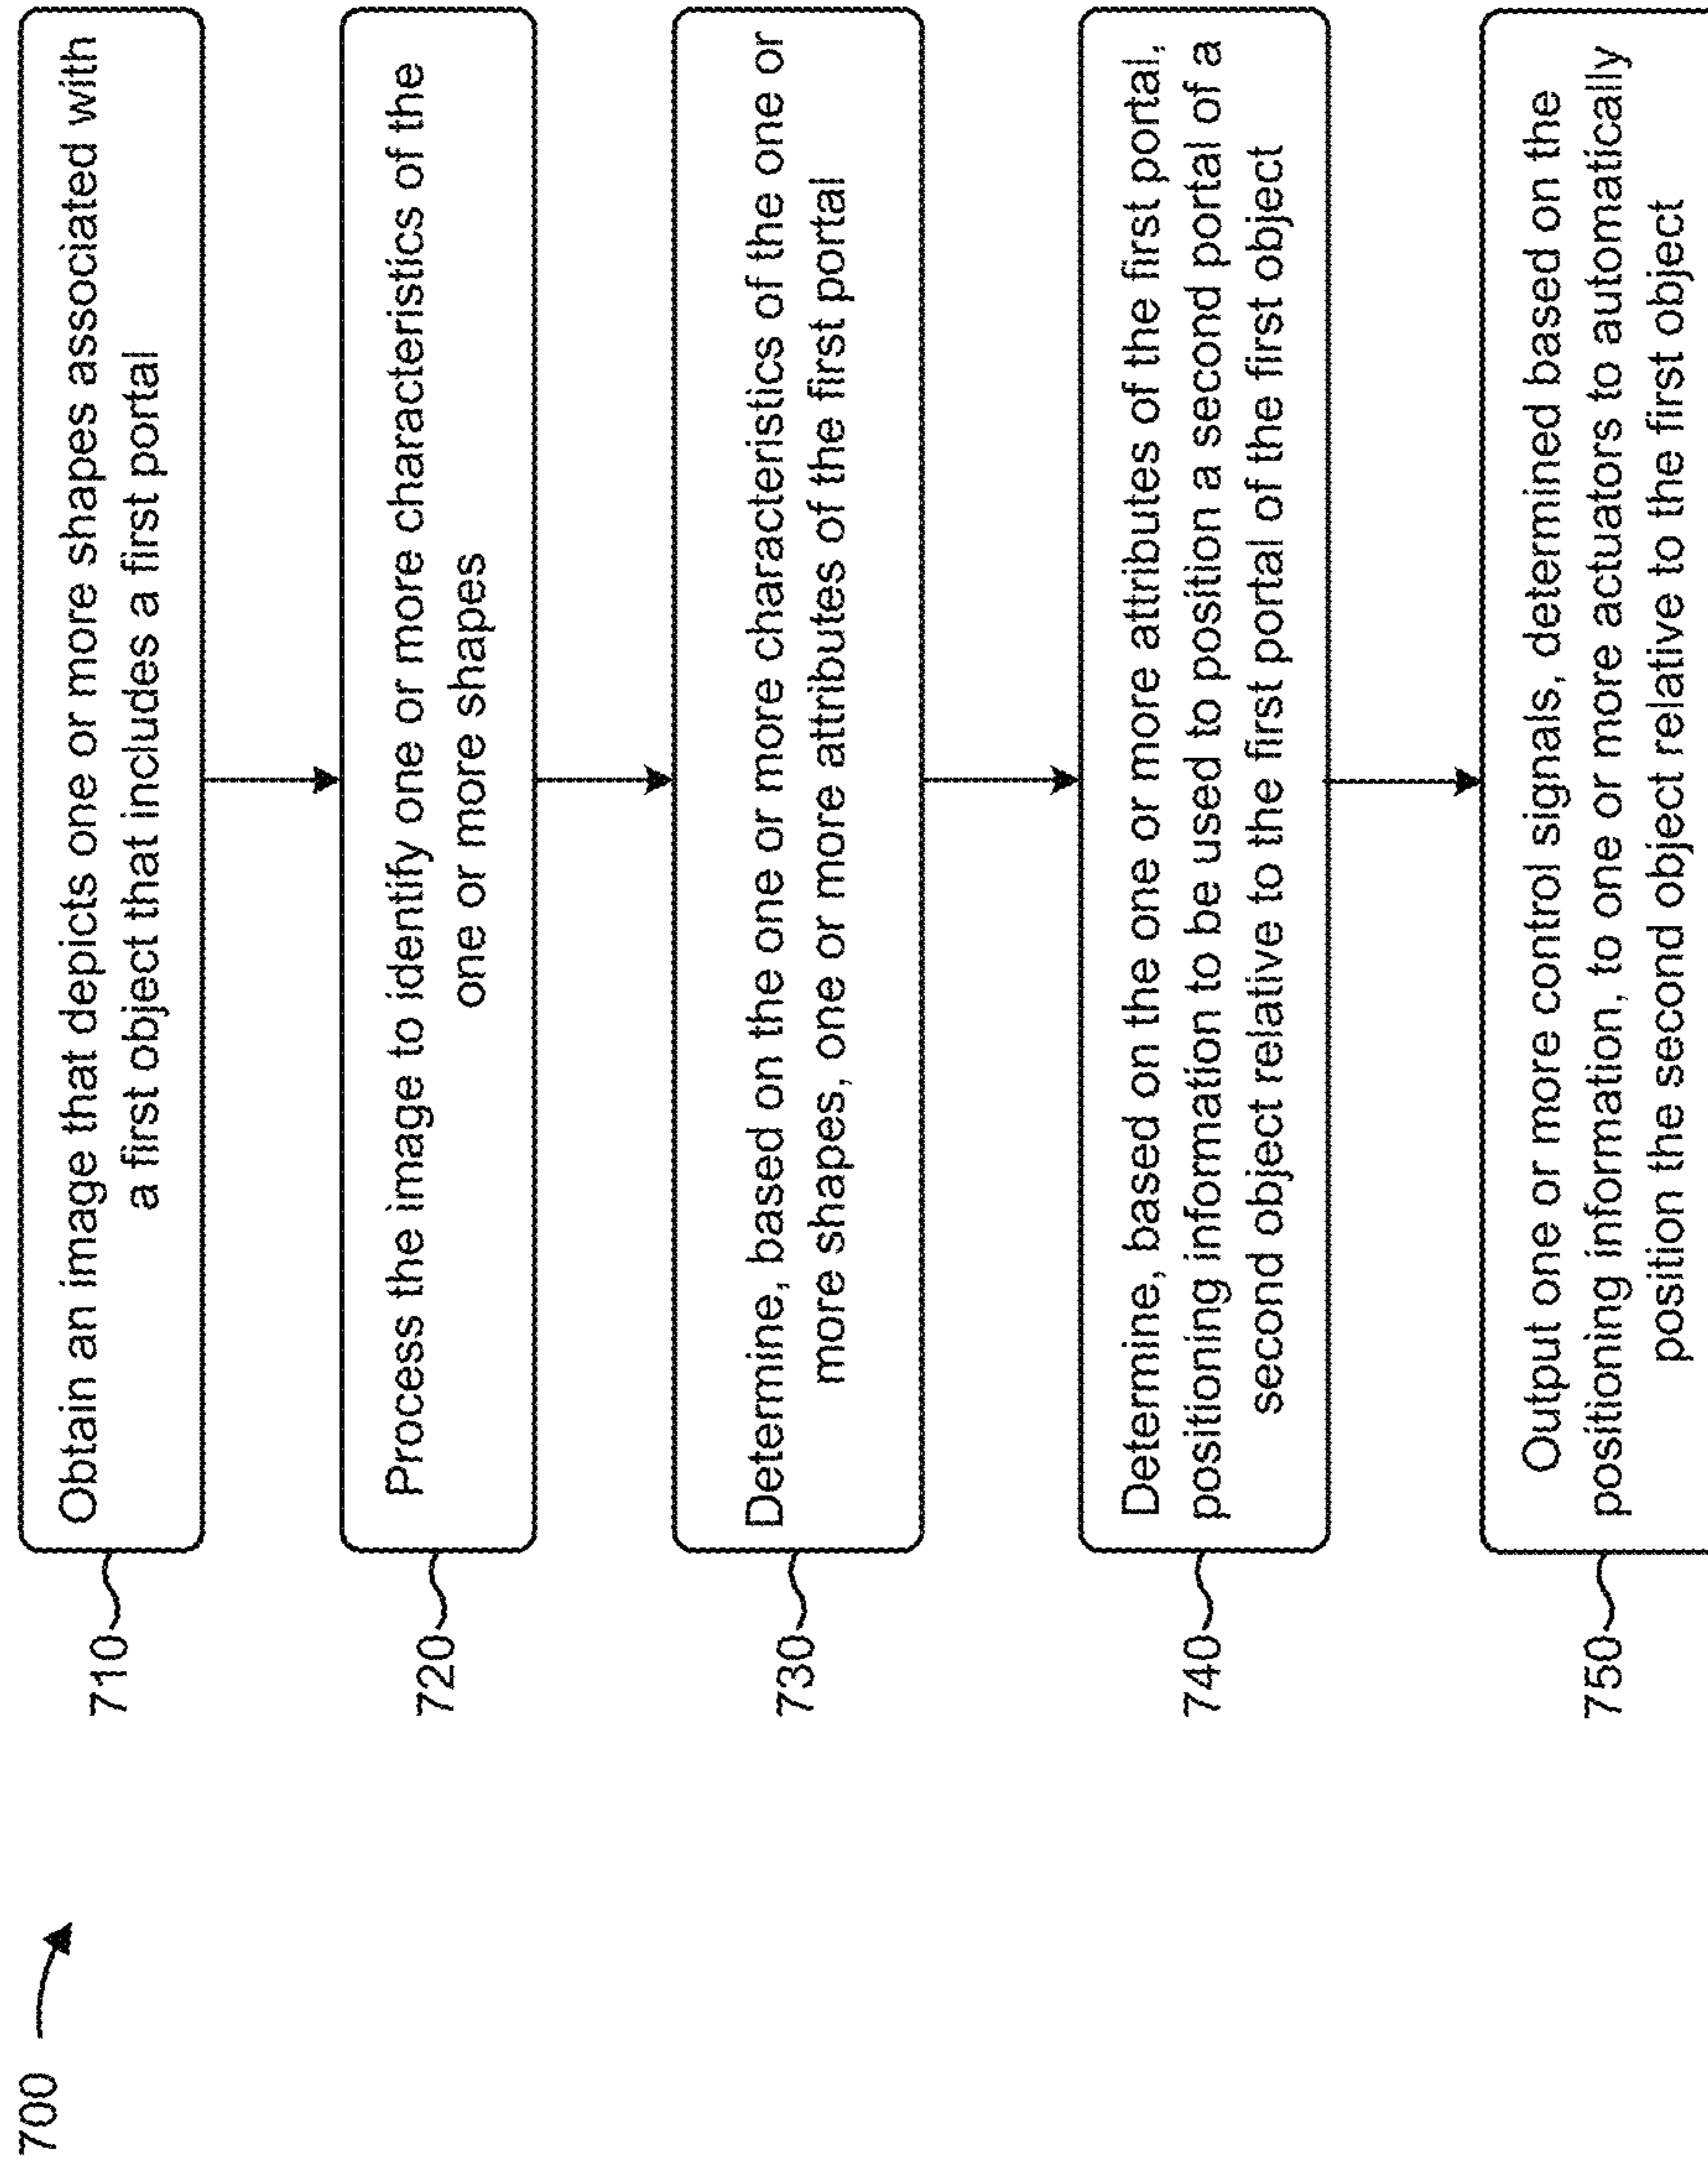 700
710
Obtain an image that depicts one or more shapes associated with
a first object that includes a first portal
720
Process the image to identify one or more characteristics of the
one or more shapes
730
Determine, based on the one or more characteristics of the one or
more shapes, one or more attributes of the first portal
740
Determine, based on the one or more attributes of the first portal,
positioning information to be used to position a second portal of a
second object relative to the first portal of the first object
750
Output one or more control signals, determined based on the
positioning information, to one or more actuators to automatically
position the second object relative to the first object